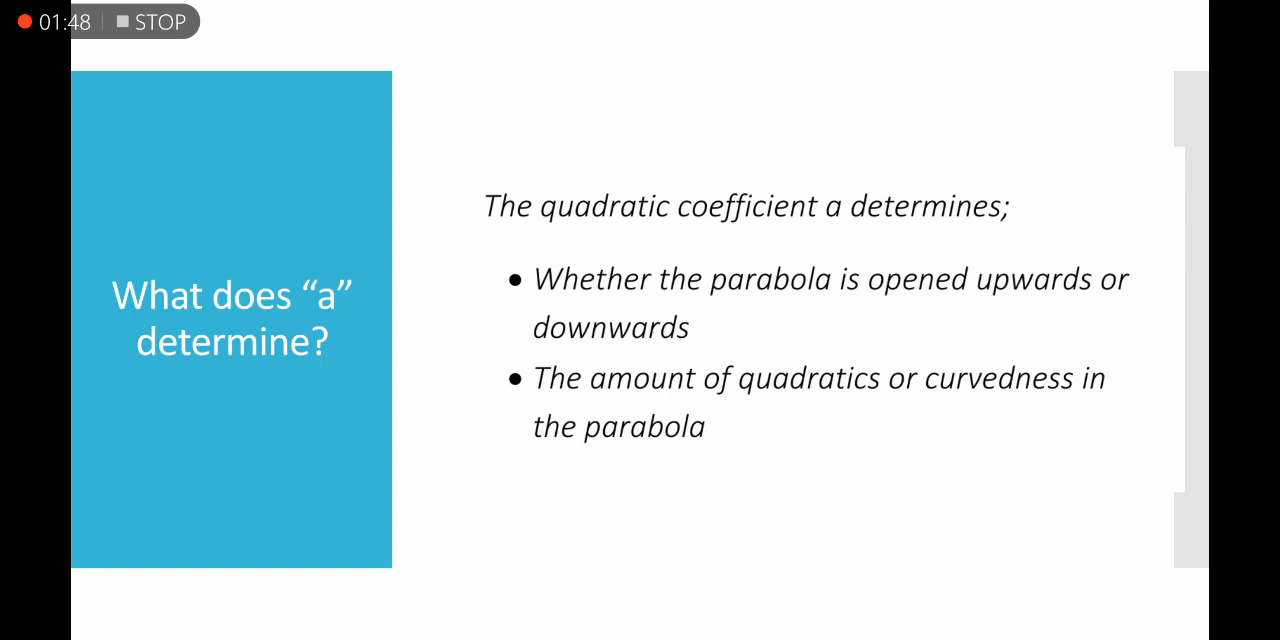 01:48 STOP
What does “a”
determine?
The quadratic coefficient a determines;
● Whether the parabola is opened upwards or
downwards
● The amount of quadratics or curvedness in
the parabola